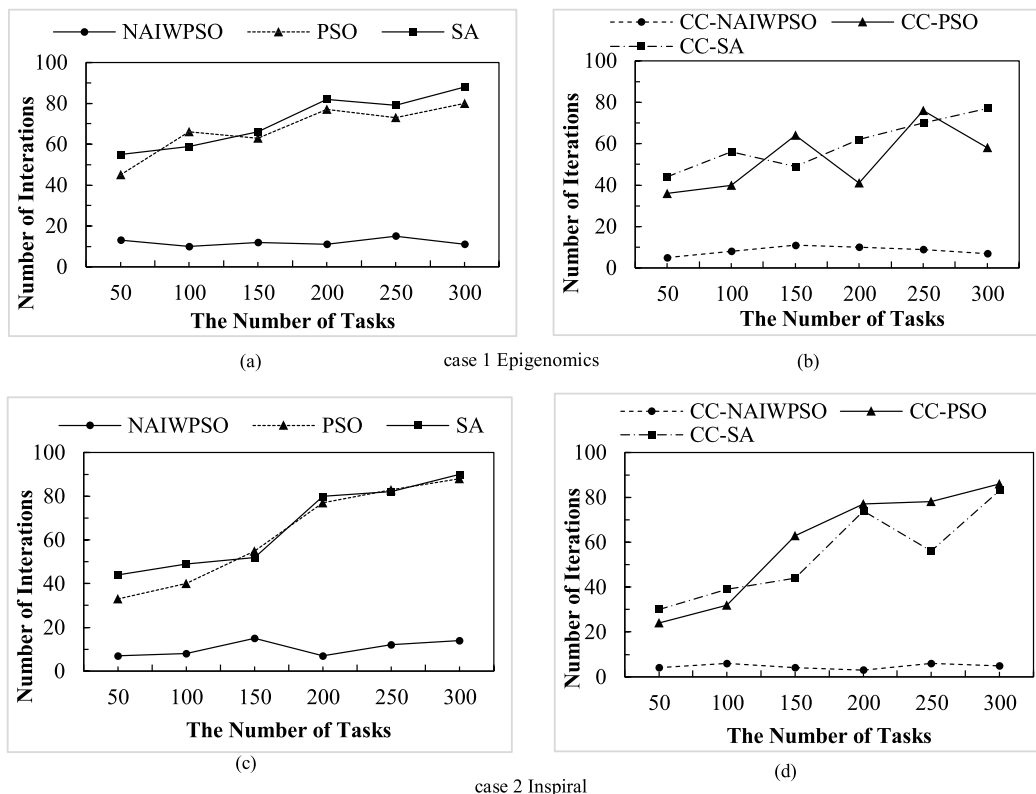 NAIWPSO PSO SA
Number of Interations
100
80
60
40
20
0
50 100 150 200 250 300
The Number of Tasks
(a)
CC-NAIWPSO CC-PSO
CC-SA
Number of Iterations
100
80
60
40
20
0
50 100 150 200 250 300
The Number of Tasks
(b)
case 1 Epigenomics
NAIWPSO PSO SA
Number of Interations
100
80
60
40
20
0
50 100 150 200 250 300
The Number of Tasks
(c)
CC-NAIWPSO CC-PSO
CC-SA
Number of Iterations
100
80
60
40
20
0
50 100 150 200 250 300
The Number of Tasks
(d)
case 2 Inspiral